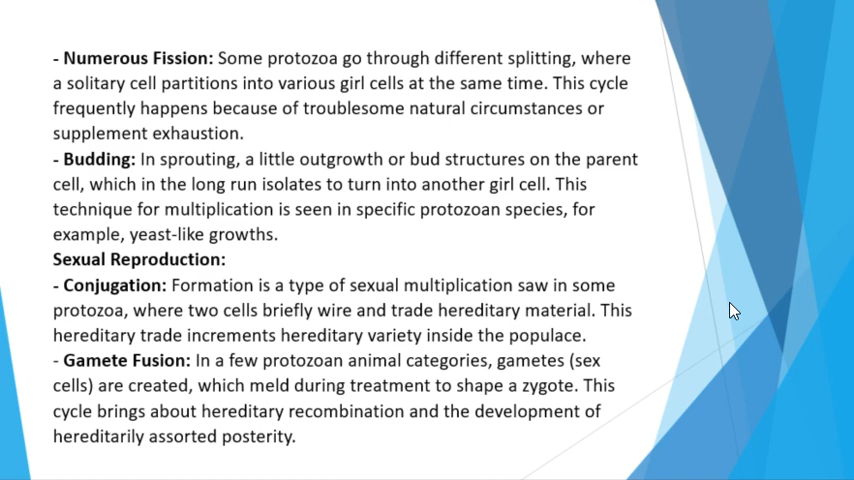 - Numerous Fission: Some protozoa go through different splitting, where
a solitary cell partitions into various girl cells at the same time. This cycle
frequently happens because of troublesome natural circumstances or
supplement exhaustion.
- Budding: In sprouting, a little outgrowth or bud structures on the parent
cell, which in the long run isolates to turn into another girl cell. This
technique for multiplication is seen in specific protozoan species, for
example, yeast-like growths.
Sexual Reproduction:
- Conjugation: Formation is a type of sexual multiplication saw in some
protozoa, where two cells briefly wire and trade hereditary material. This
hereditary trade increments hereditary variety inside the populace.
- Gamete Fusion: In a few protozoan animal categories, gametes (sex
cells) are created, which meld during treatment to shape a zygote. This
cycle brings about hereditary recombination and the development of
hereditarily assorted posterity.